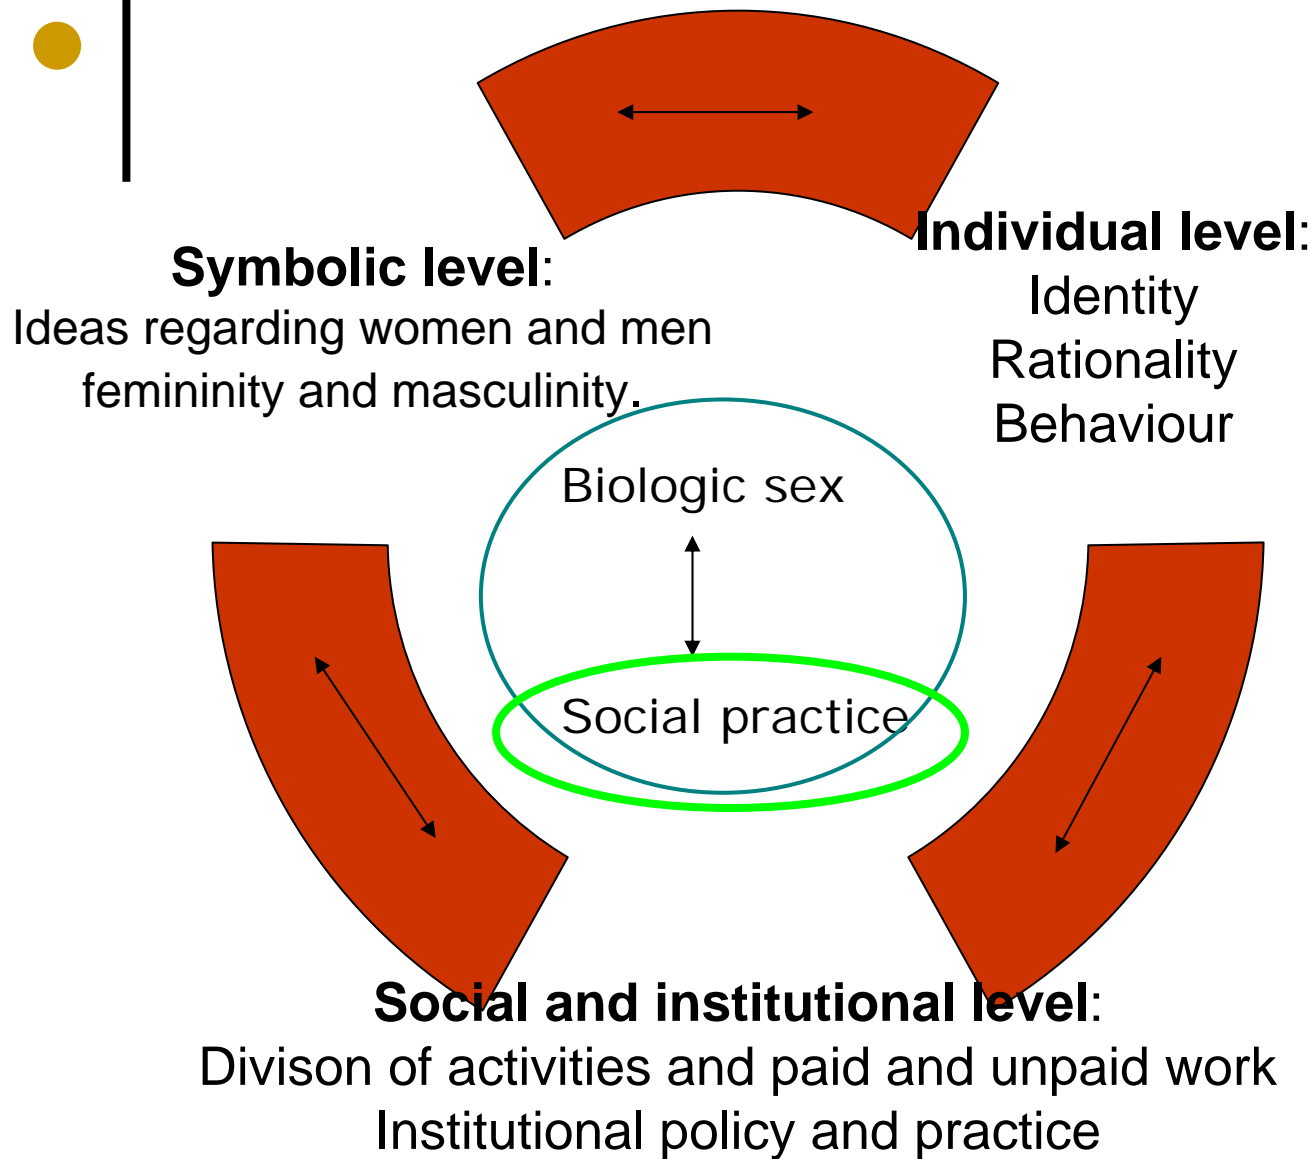 Symbolic level:
Ideas regarding women and men
femininity and masculinity.
Individual level:
Identity
Rationality
Behaviour
Biologic sex
Social practice
Social and institutional level:
Divison of activities and paid and unpaid work
Institutional policy and practice